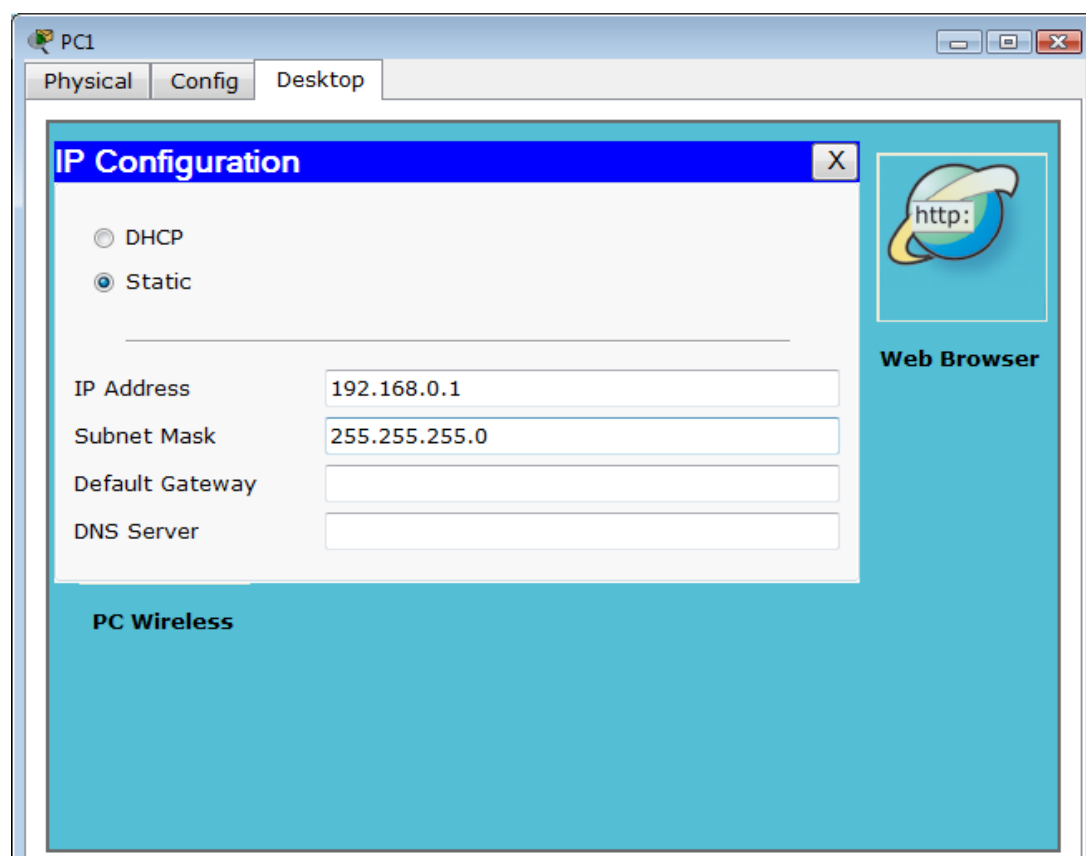 PC1
Physical Config Desktop
IP Configuration X
http:
DHCP
Static
Web Browser
IP Address 192.168.0.1
Subnet Mask 255.255.255.0
Default Gateway
DNS Server
PC Wireless